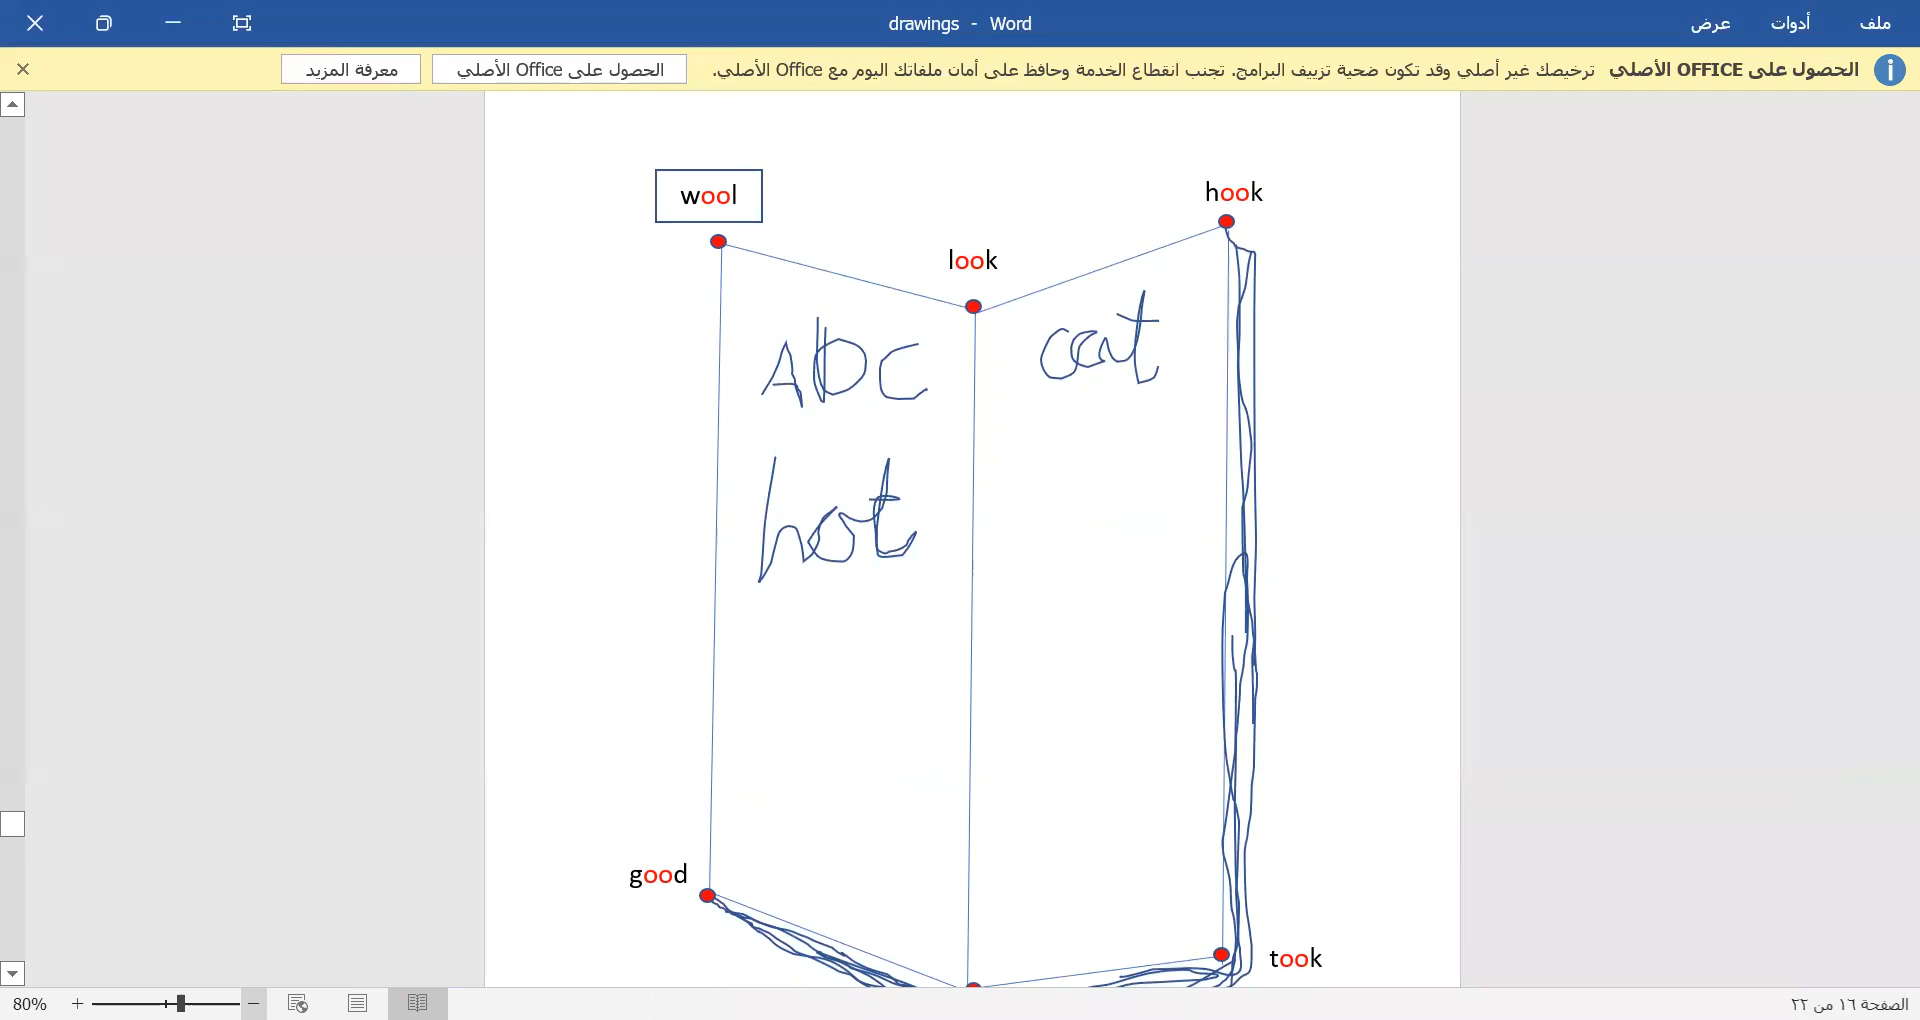 drawings - Word
ملف أدوات عرض
الحصول على OFFICE الأصلي ترخيصك غير أصلي وقد تكون ضحية تزييف البرامج. تجنب انقطاع الخدمة وحافظ على أمان ملفاتك اليوم مع Office الأصلي. الحصول على Office الأصلي معرفة المزيد
wool
hook
look
Abc
cat
hot
good
took
80%
الصفحة ١٦ من ٢٢